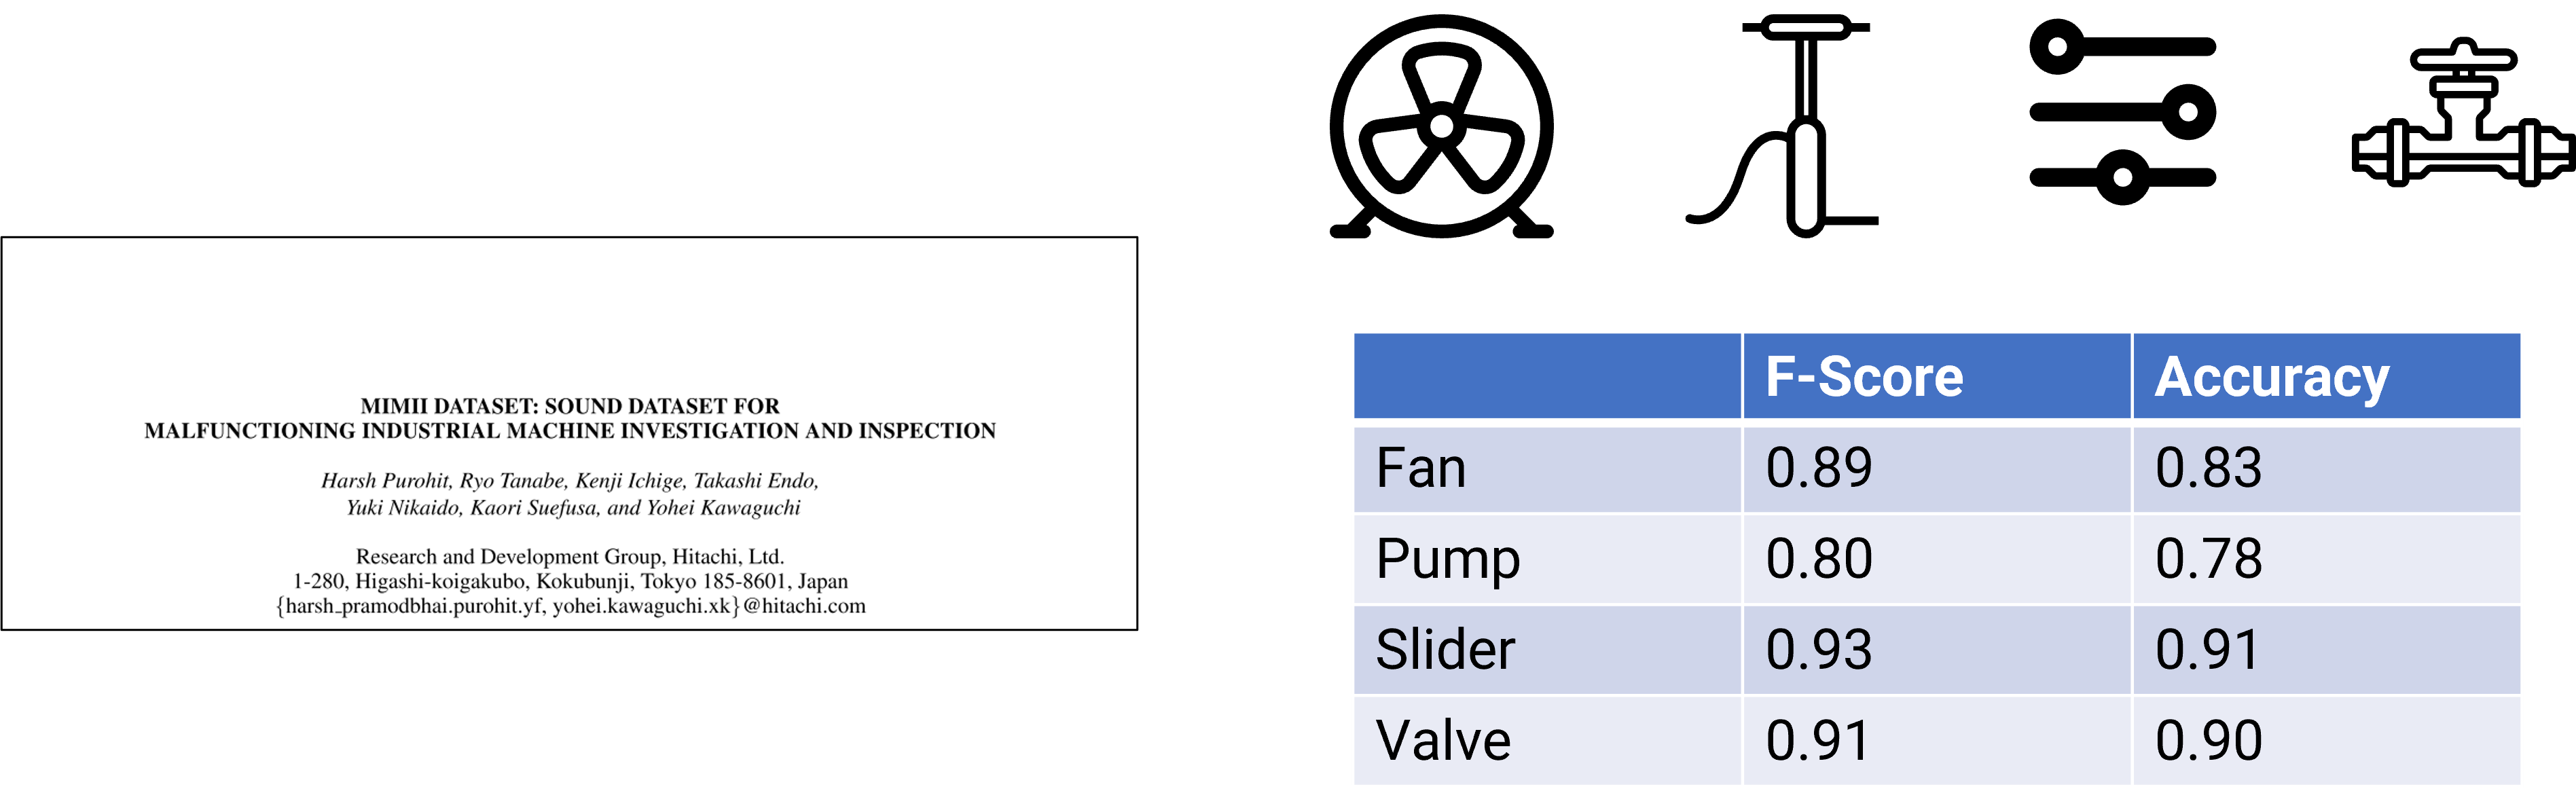 MIMII DATASET: SOUND DATASET FOR
MALFUNCTIONING INDUSTRIAL MACHINE INVESTIGATION AND INSPECTION
Harsh Purohit, Ryo Tanabe, Kenji Ichige, Takashi Endo,
Yuki Nikaido, Kaori Suefusa, and Yohei Kawaguchi
Research and Development Group, Hitachi, Ltd.
1-280, Higashi-koigakubo, Kokubunji, Tokyo 185-8601, Japan
{harsh_pramodbhai.purohit.yf, yohei.kawaguchi.xk}@hitachi.com
F-Score Accuracy
Fan 0.89 0.83
Pump 0.80 0.78
Slider 0.93 0.91
Valve 0.91 0.90